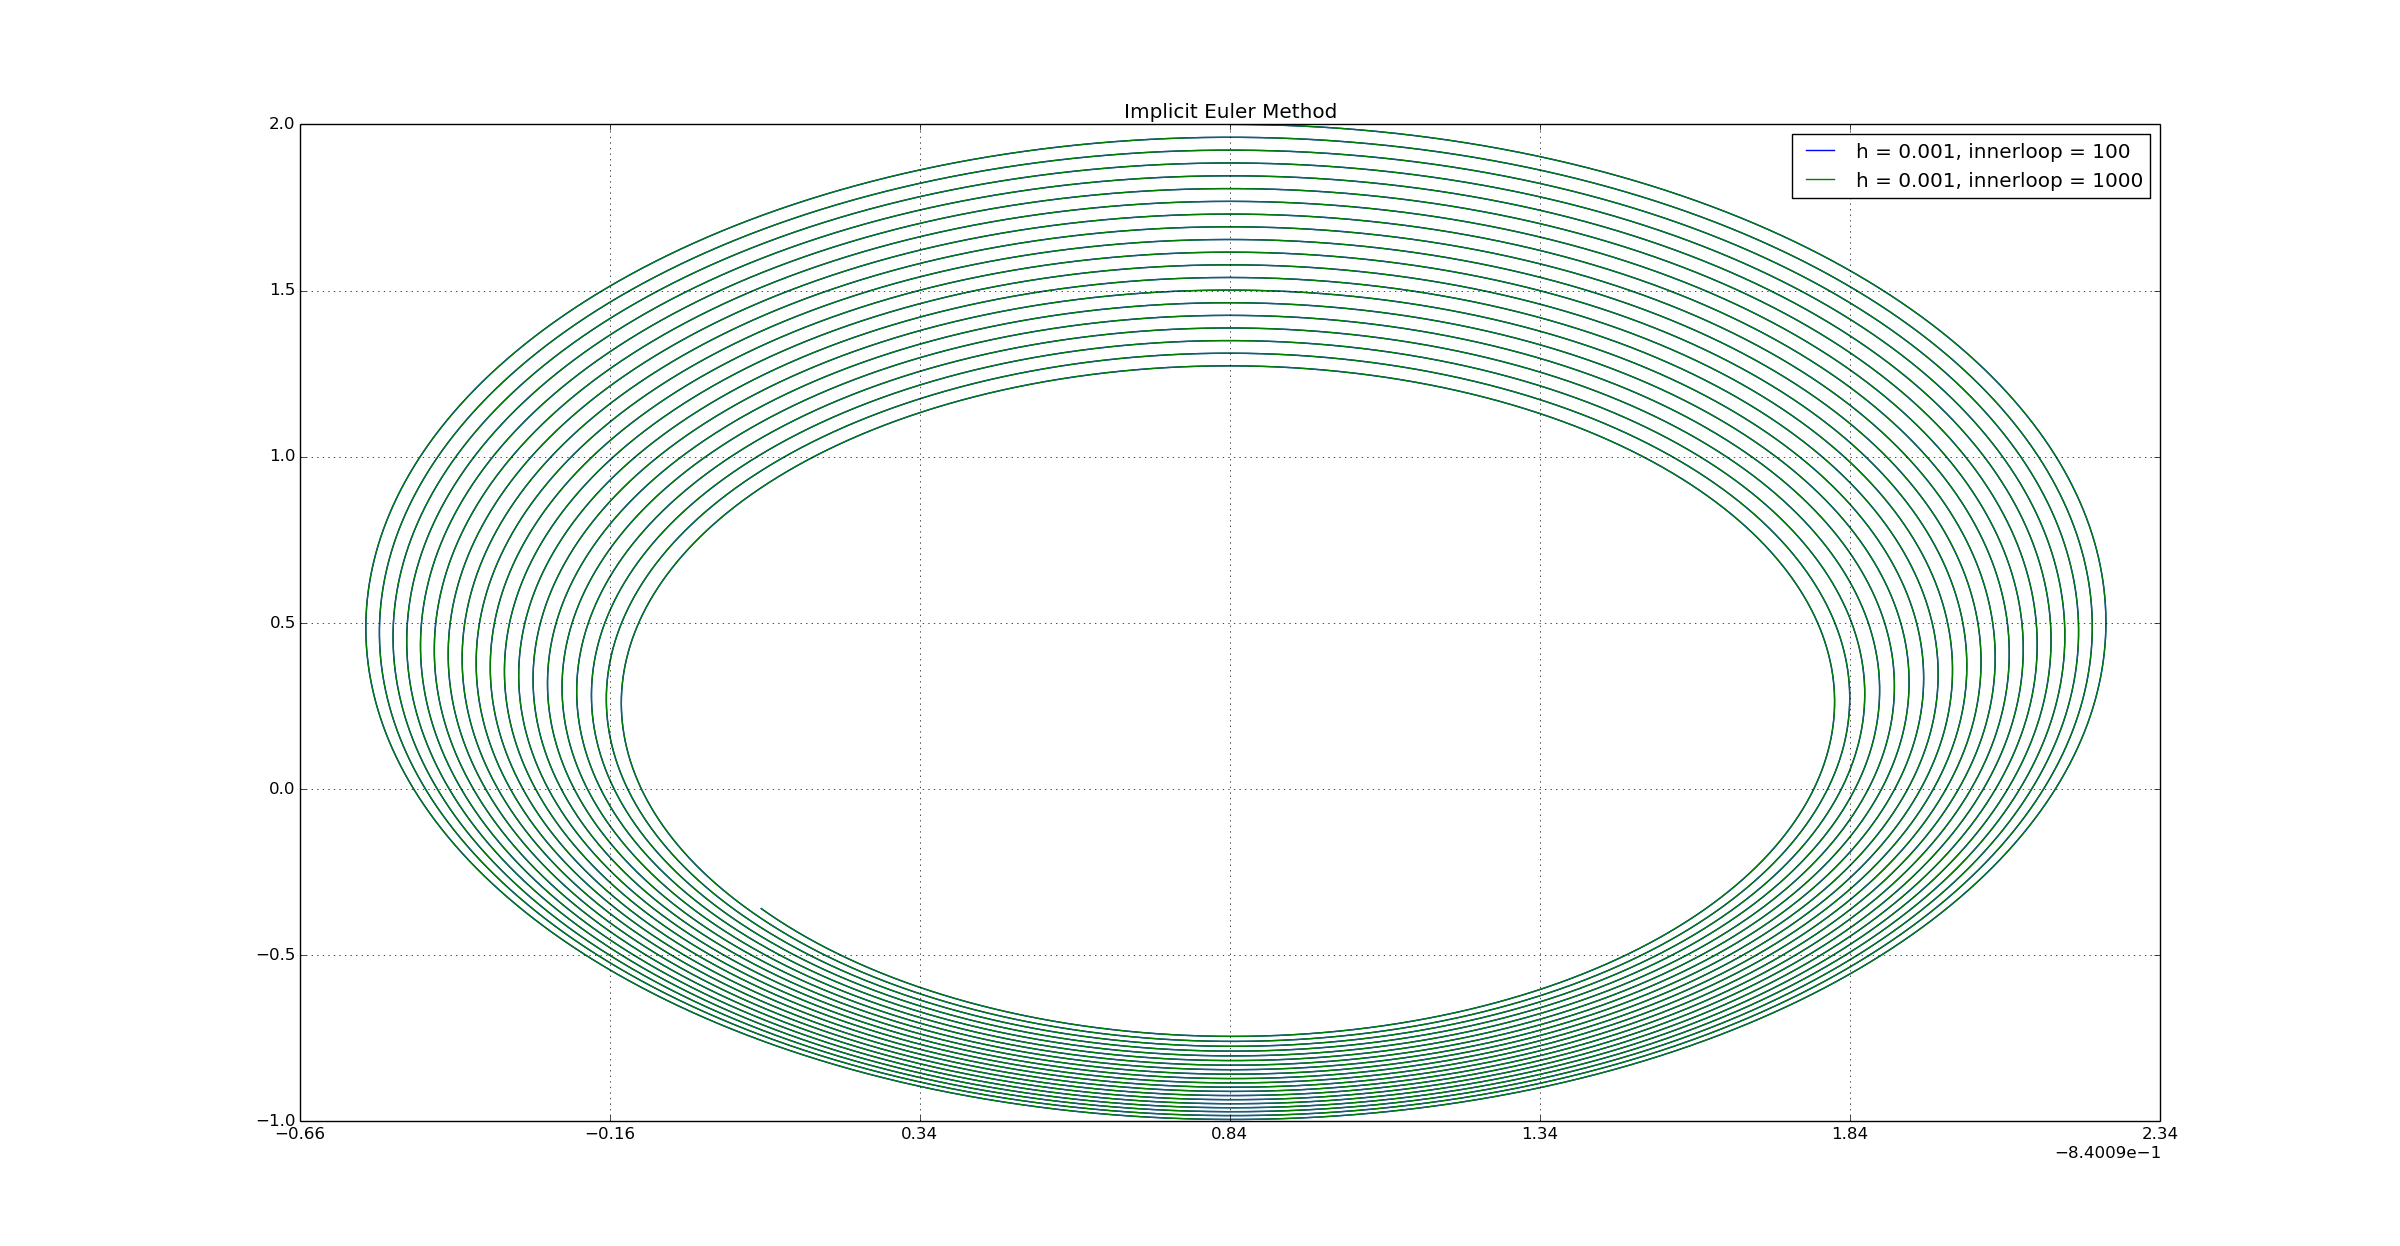 Implicit Euler Method
h = 0.001, innerloop = 100
h = 0.001, innerloop = 1000
2.0
1.5
1.0
0.5
0.0
−0.5
−1.0
−0.66 −0.16 0.34 0.84 1.34 1.84 2.34
−8.4009e−1